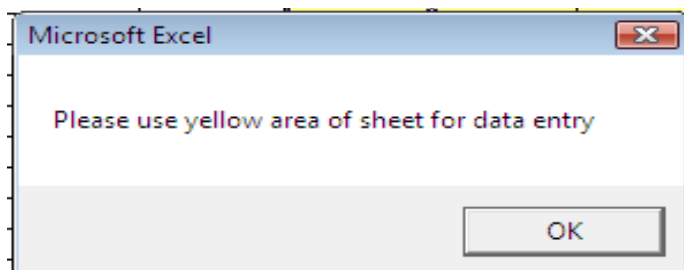 Microsoft Excel
Please use yellow area of sheet for data entry
OK